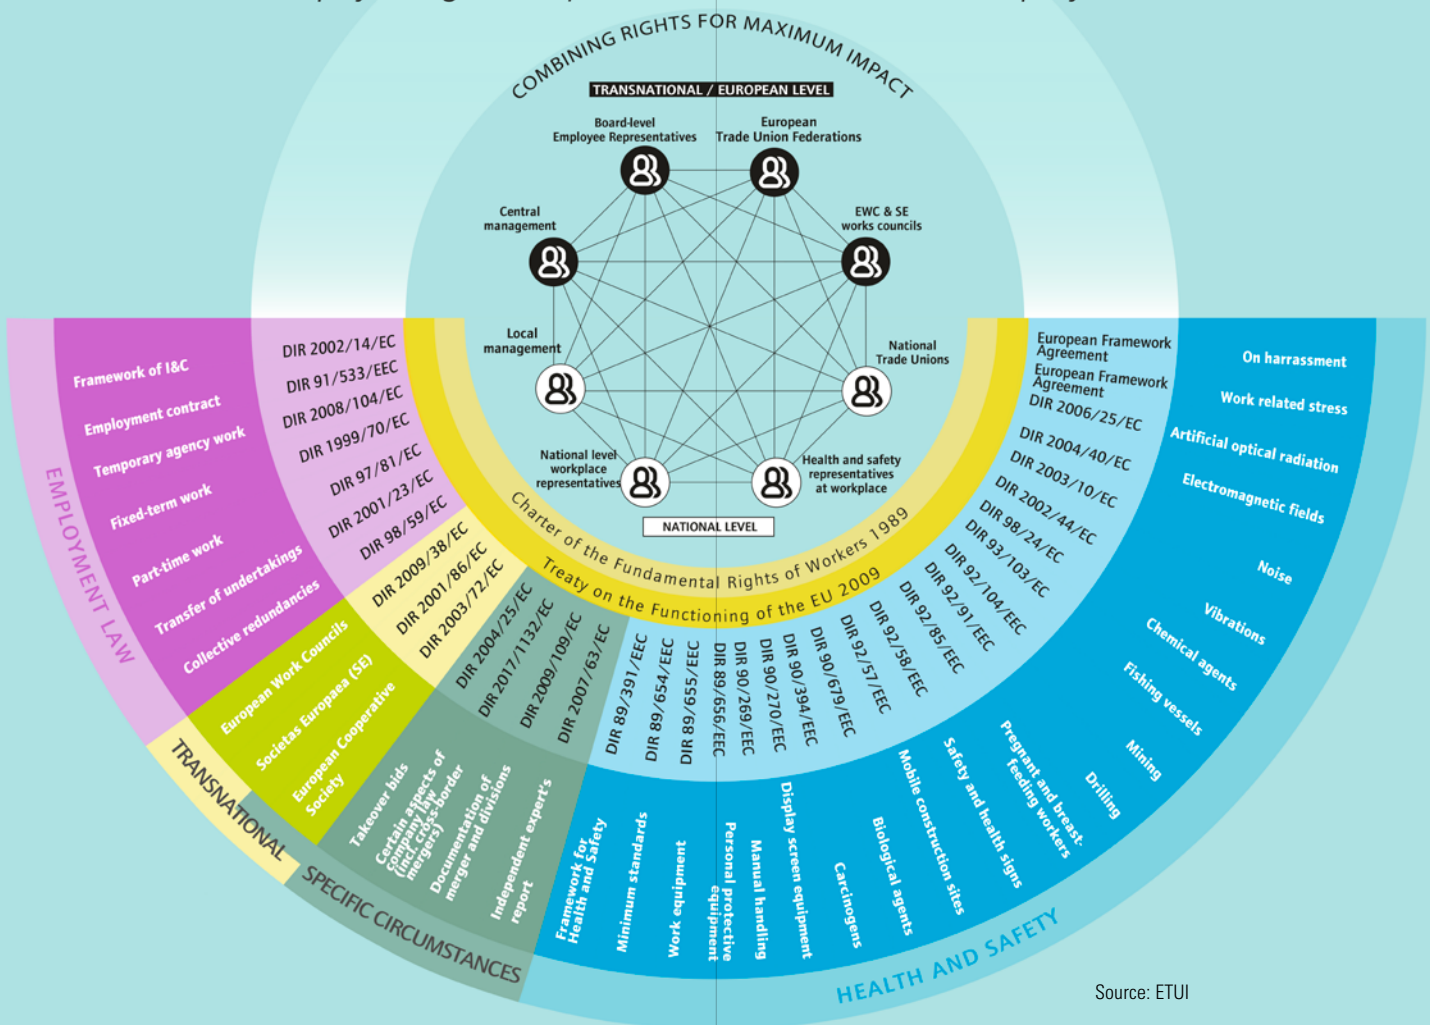 COMBINING RIGHTS FOR MAXIMUM IMPACT
TRANSNATIONAL / EUROPEAN LEVEL
Board-level
Employee Representatives
European
Trade Union Federations
Central
management
EWC & SE
works councils
Local
management
National
Trade Unions
National level
workplace
representatives
Health and safety
representatives
at workplace
NATIONAL LEVEL
Charter of the Fundamental Rights of Workers 1989
Treaty on the Functioning of the EU 2009
EMPLOYMENT LAW
Framework of I&C
DIR 2002/14/EC
Employment contract
DIR 91/533/EEC
Temporary agency work
DIR 2008/104/EC
Fixed-term work
DIR 1999/70/EC
Part-time work
DIR 97/81/EC
Transfer of undertakings
DIR 2001/23/EC
Collective redundancies
DIR 98/59/EC
TRANSNATIONAL
European Work Councils
DIR 2009/38/EC
Societas Europaea (SE)
DIR 2001/86/EC
European Cooperative
Society
DIR 2003/72/EC
SPECIFIC CIRCUMSTANCES
Takeover bids
DIR 2004/25/EC
Certain aspects of
company law
(incl. cross-border
mergers)
DIR 2017/1132/EC
Documentation of
merger and divisions
DIR 2009/109/EC
Independent expert's
report
DIR 2007/63/EC
HEALTH AND SAFETY
Framework for
Health and Safety
DIR 89/391/EEC
Minimum standards
DIR 89/654/EEC
Work equipment
DIR 89/655/EEC
Personal protective
equipment
DIR 89/656/EEC
Manual handling
DIR 90/269/EEC
Display screen equipment
DIR 90/270/EEC
Carcinogens
DIR 90/394/EEC
Biological agents
DIR 90/679/EEC
Mobile construction sites
DIR 92/57/EEC
Safety and health signs
DIR 92/58/EEC
Pregnant and breast-
feeding workers
DIR 92/85/EEC
Drilling
DIR 92/91/EEC
Mining
DIR 92/104/EEC
Fishing vessels
DIR 93/103/EC
Chemical agents
DIR 98/24/EC
Vibrations
DIR 2002/44/EC
Noise
DIR 2003/10/EC
Electromagnetic fields
DIR 2004/40/EC
Artificial optical radiation
DIR 2006/25/EC
Work related stress
European Framework
Agreement
On harrassment
European Framework
Agreement
Source: ETUI